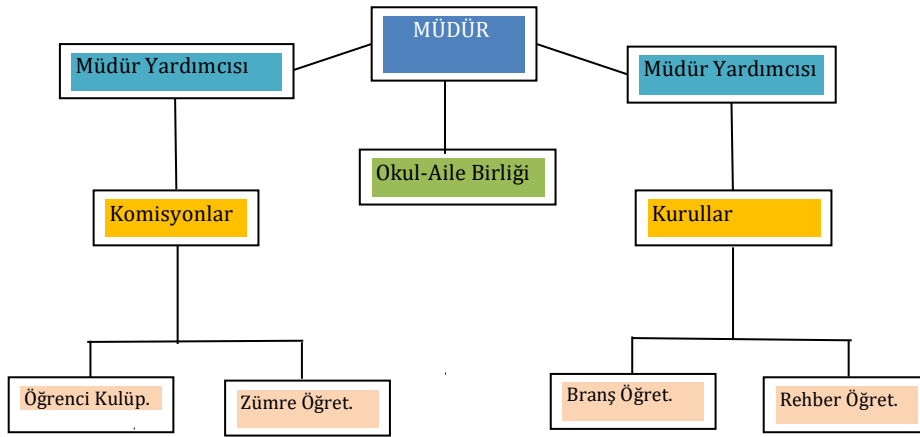 MÜDÜR
Müdür Yardımcısı
Müdür Yardımcısı
Okul-Aile Birliği
Komisyonlar
Kurullar
Öğrenci Kulüp.
Zümre Öğret.
Branş Öğret.
Rehber Öğret.